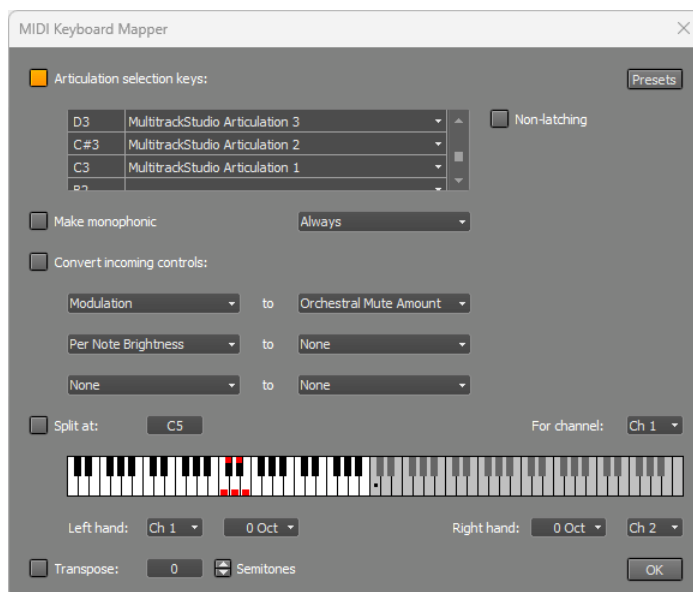 MIDI Keyboard Mapper
Articulation selection keys: Presets
D3 MultitrackStudio Articulation 3 Non-latching
C#3 MultitrackStudio Articulation 2
C3 MultitrackStudio Articulation 1
Make monophonic Always
Convert incoming controls:
Modulation to Orchestral Mute Amount
Per Note Brightness to None
None to None
Split at: C5 For channel: Ch 1
Left hand: Ch 1 0 Oct Right hand: 0 Oct Ch 2
Transpose: 0 Semitones OK